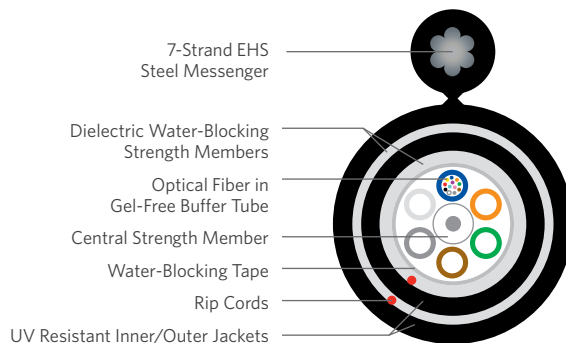 7-Strand EHS
Steel Messenger
Dielectric Water-Blocking
Strength Members
Optical Fiber in
Gel-Free Buffer Tube
Central Strength Member
Water-Blocking Tape
Rip Cords
UV Resistant Inner/Outer Jackets